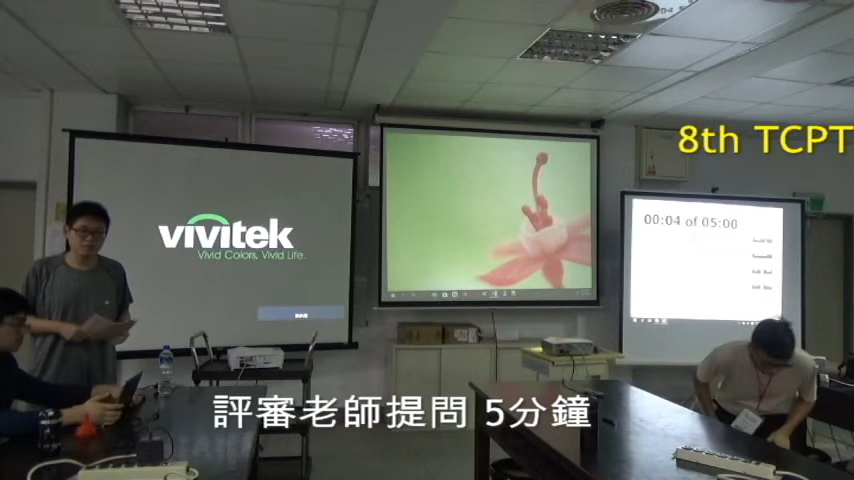 8th TCPT
vivitek
Vivid Colors, Vivid Life.
00:04 of 05:00
評審老師提問 5分鐘